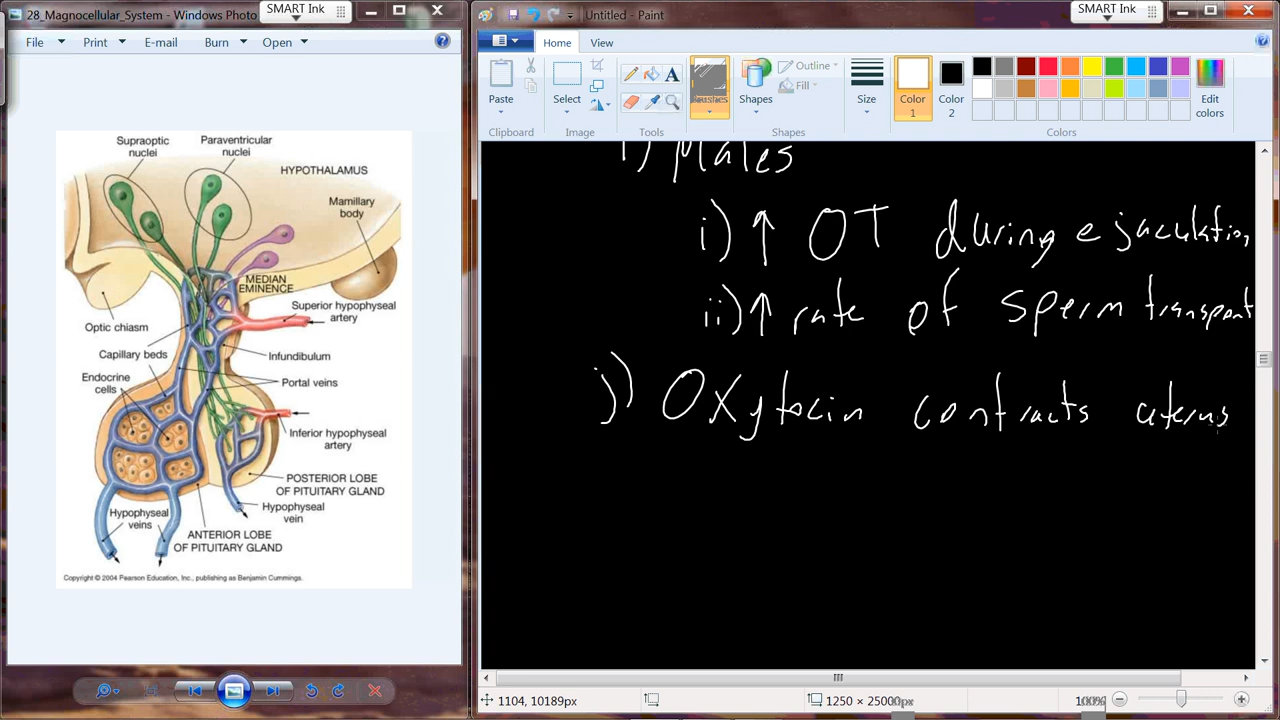 28_Magnocellular_System - Windows Photo
SMART Ink
File
Print
E-mail
Burn
Open
Supraoptic
nuclei
Paraventricular
nuclei
HYPOTHALAMUS
Mamillary
body
MEDIAN
EMINENCE
Superior hypophyseal
artery
Optic chiasm
Infundibulum
Capillary beds
Portal veins
Endocrine
cells
Inferior hypophyseal
artery
POSTERIOR LOBE
OF PITUITARY GLAND
Hypophyseal
vein
Hypophyseal
veins
ANTERIOR LOBE
OF PITUITARY GLAND
Copyright © 2004 Pearson Education, Inc., publishing as Benjamin Cummings.
Untitled - Paint
SMART Ink
Home
View
Paste
Select
Brushes
Shapes
Outline
Fill
Size
Color
1
Color
2
Edit
colors
Clipboard
Image
Tools
Shapes
Colors
i) Males
i) ↑ OT during ejaculation
ii) ↑ rate of sperm transport
j) Oxytocin contracts uterus
1104, 10189px
1250 × 25000px
100%